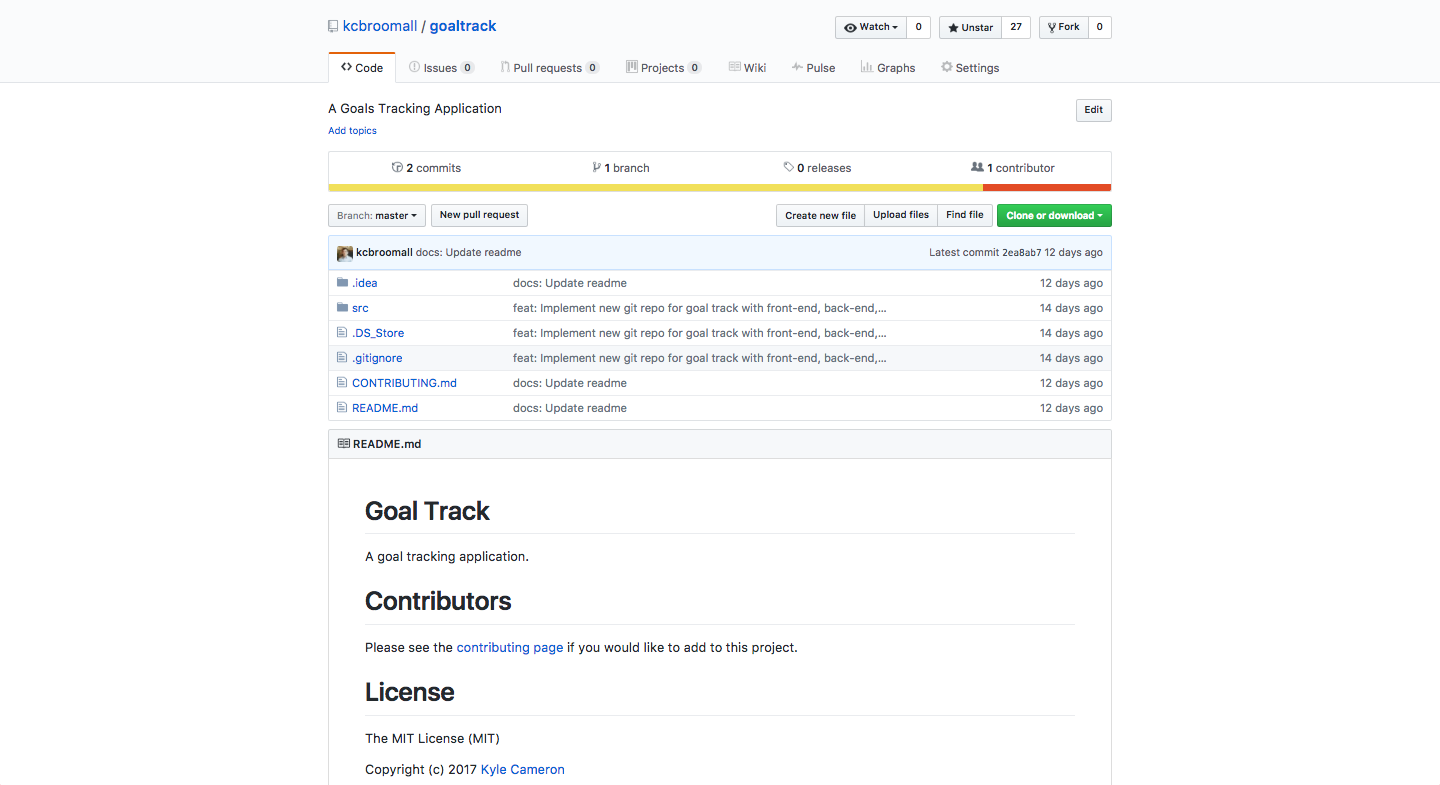 kcbroomall / goaltrack
Watch 0 Unstar 27 Fork 0
Code Issues 0 Pull requests 0 Projects 0 Wiki Pulse Graphs Settings
A Goals Tracking Application Edit
Add topics
2 commits 1 branch 0 releases 1 contributor
Branch: master New pull request Create new file Upload files Find file Clone or download
kcbroomall docs: Update readme Latest commit 2ea8ab7 12 days ago
.idea docs: Update readme 12 days ago
src feat: Implement new git repo for goal track with front-end, back-end,... 14 days ago
.DS_Store feat: Implement new git repo for goal track with front-end, back-end,... 14 days ago
.gitignore feat: Implement new git repo for goal track with front-end, back-end,... 14 days ago
CONTRIBUTING.md docs: Update readme 12 days ago
README.md docs: Update readme 12 days ago
README.md
Goal Track
A goal tracking application.
Contributors
Please see the contributing page if you would like to add to this project.
License
The MIT License (MIT)
Copyright (c) 2017 Kyle Cameron